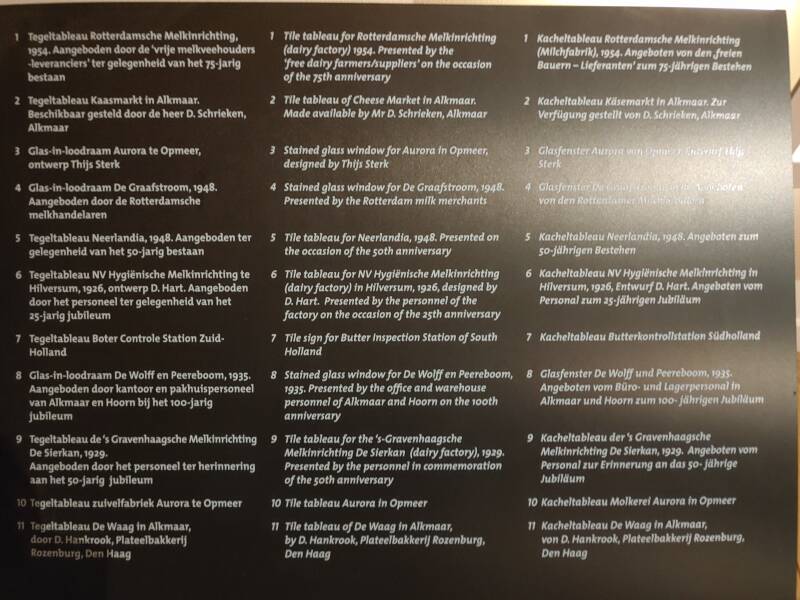 1 Tegeltableau Rotterdamsche Melkinrichting,
1954. Aangeboden door de 'vrije melkveehouders
-leveranciers' ter gelegenheid van het 75-jarig
bestaan
2 Tegeltableau Kaasmarkt in Alkmaar.
Beschikbaar gesteld door de heer D. Schrieken,
Alkmaar
3 Glas-in-loodraam Aurora te Opmeer,
ontwerp Thijs Sterk
4 Glas-in-loodraam De Graafstroom, 1948.
Aangeboden door de Rotterdamsche
melkhandelaren
5 Tegeltableau Neerlandia, 1948. Aangeboden ter
gelegenheid van het 50-jarig bestaan
6 Tegeltableau NV Hygiënische Melkinrichting te
Hilversum, 1926, ontwerp D. Hart. Aangeboden
door het personeel ter gelegenheid van het
25-jarig jubileum
7 Tegeltableau Boter Controle Station Zuid-
Holland
8 Glas-in-loodraam De Wolff en Peereboom, 1935.
Aangeboden door kantoor en pakhuispersoneel
van Alkmaar en Hoorn bij het 100-jarig
jubileum
9 Tegeltableau de 's Gravenhaagsche Melkinrichting
De Sierkan, 1929.
Aangeboden door het personeel ter herinnering
aan het 50-jarig jubileum
10 Tegeltableau zuivelfabriek Aurora te Opmeer
11 Tegeltableau De Waag in Alkmaar,
door D. Hankrook, Plateelbakkerij
Rozenburg, Den Haag
1 Tile tableau for Rotterdamsche Melkinrichting
(dairy factory) 1954. Presented by the
'free dairy farmers/suppliers' on the occasion
of the 75th anniversary
2 Tile tableau of Cheese Market in Alkmaar.
Made available by Mr D. Schrieken, Alkmaar
3 Stained glass window for Aurora in Opmeer,
designed by Thijs Sterk
4 Stained glass window for De Graafstroom, 1948.
Presented by the Rotterdam milk merchants
5 Tile tableau for Neerlandia, 1948. Presented on
the occasion of the 50th anniversary
6 Tile tableau for NV Hygiënische Melkinrichting
(dairy factory) in Hilversum, 1926, designed by
D. Hart. Presented by the personnel of the
factory on the occasion of the 25th anniversary
7 Tile sign for Butter Inspection Station of South
Holland
8 Stained glass window for De Wolff en Peereboom,
1935. Presented by the office and warehouse
personnel of Alkmaar and Hoorn on the 100th
anniversary
9 Tile tableau for the 's-Gravenhaagsche
Melkinrichting De Sierkan (dairy factory), 1929.
Presented by the personnel in commemoration
of the 50th anniversary
10 Tile tableau Aurora in Opmeer
11 Tile tableau of De Waag in Alkmaar,
by D. Hankrook, Plateelbakkerij Rozenburg,
Den Haag
1 Kacheltableau Rotterdamsche Melkinrichting
(Milchfabrik), 1954. Angeboten von den ‚freien
Bauern – Lieferanten' zum 75-jährigen Bestehen
2 Kacheltableau Käsemarkt in Alkmaar. Zur
Verfügung gestellt von D. Schrieken, Alkmaar
3 Glasfenster Aurora von Opmeer, Entwurf Thijs
Sterk
4 Glasfenster De Graafstroom, Angeboten
von den Rotterdamer
5 Kacheltableau Neerlandia, 1948. Angeboten zum
50-jährigen Bestehen
6 Kacheltableau NV Hygiënische Melkinrichting in
Hilversum, 1926, Entwurf D. Hart. Angeboten vom
Personal zum 25-jährigen Jubiläum
7 Kacheltableau Butterkontrollstation Südholland
8 Glasfenster De Wolff und Peereboom, 1935.
Angeboten vom Büro- und Lagerpersonal in
Alkmaar und Hoorn zum 100- jährigen Jubiläum
9 Kacheltableau der 's Gravenhaagsche
Melkinrichting De Sierkan, 1929. Angeboten vom
Personal zur Erinnerung an das 50- jährige
Jubiläum
10 Kacheltableau Molkerei Aurora in Opmeer
11 Kacheltableau De Waag in Alkmaar,
von D. Hankrook, Plateelbakkerij Rozenburg,
Den Haag